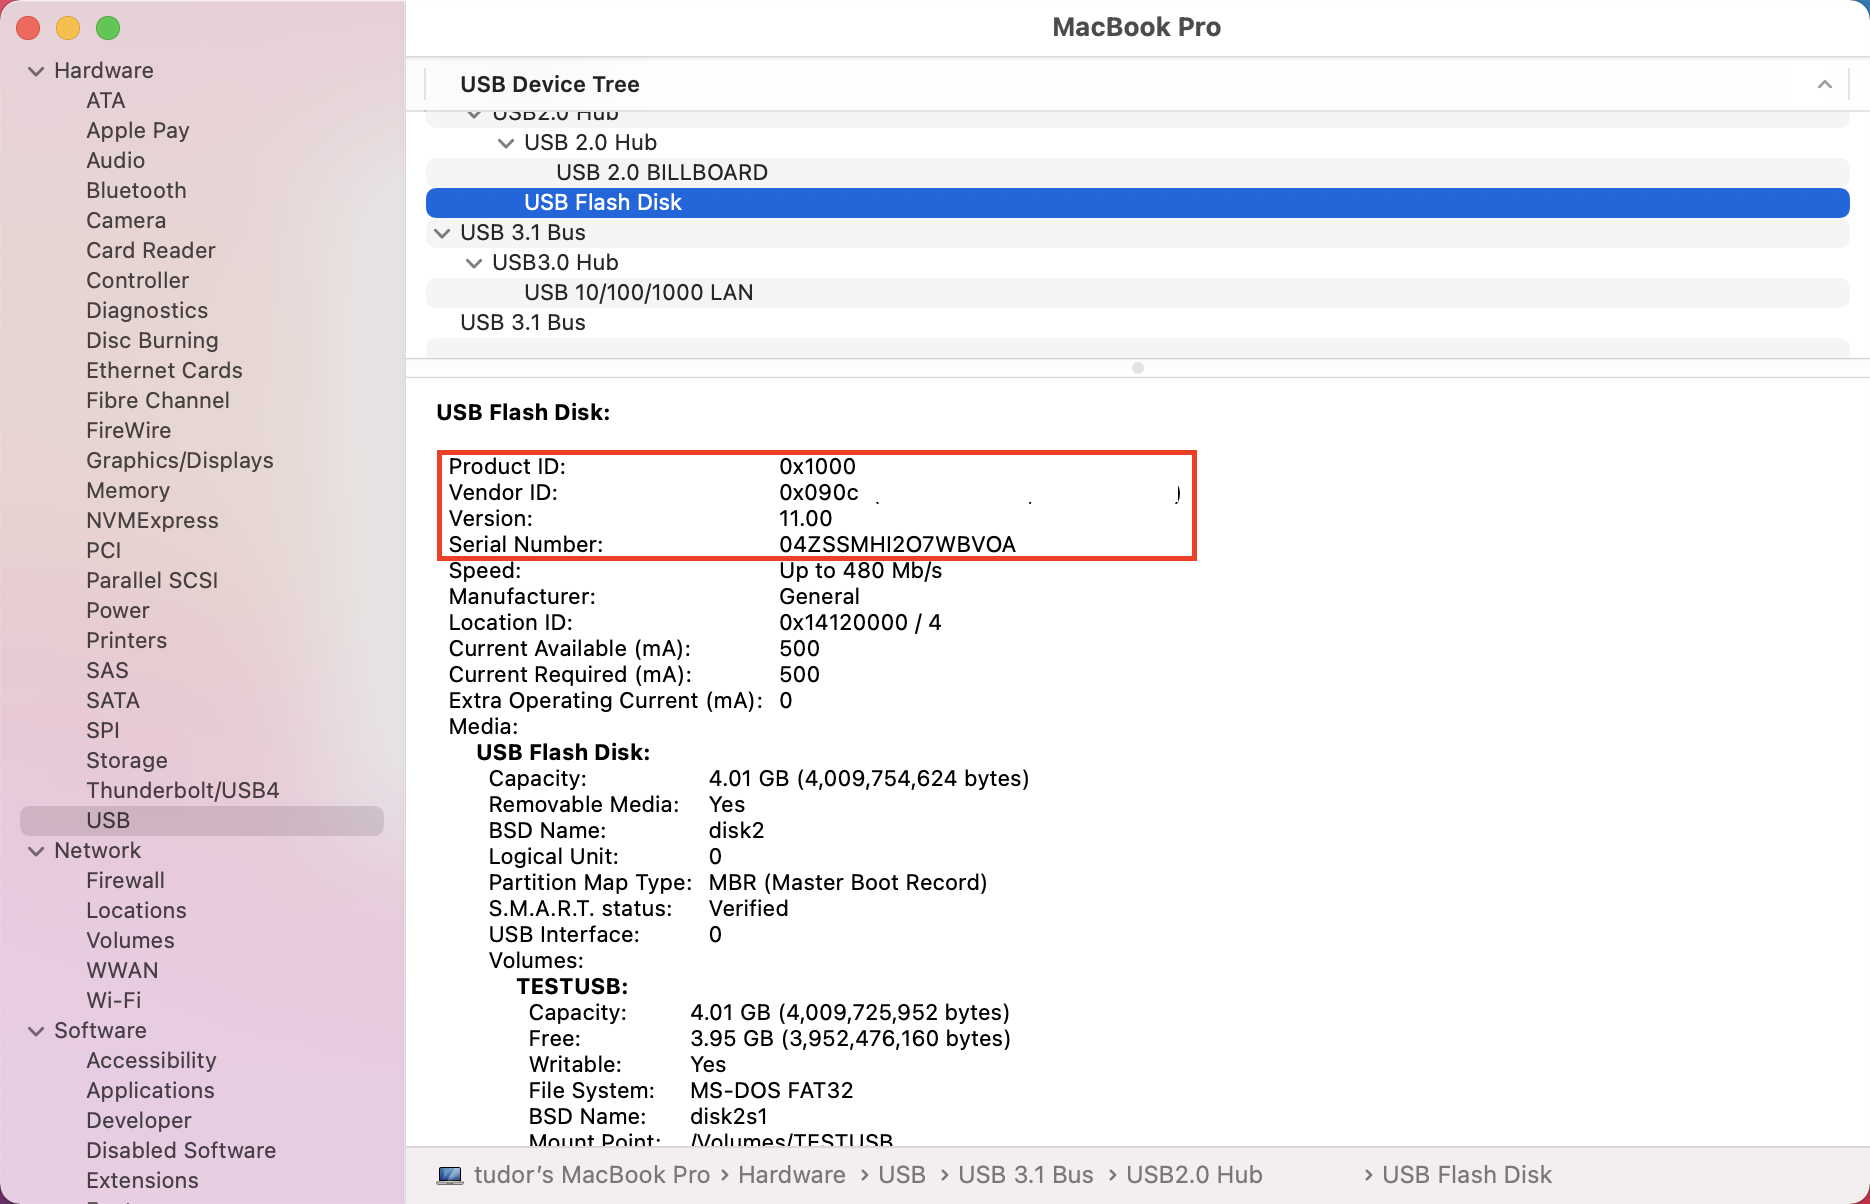 MacBook Pro
Hardware
ATA
Apple Pay
Audio
Bluetooth
Camera
Card Reader
Controller
Diagnostics
Disc Burning
Ethernet Cards
Fibre Channel
FireWire
Graphics/Displays
Memory
NVMExpress
PCI
Parallel SCSI
Power
Printers
SAS
SATA
SPI
Storage
Thunderbolt/USB4
USB
Network
Firewall
Locations
Volumes
WWAN
Wi-Fi
Software
Accessibility
Applications
Developer
Disabled Software
Extensions
USB Device Tree
USB2.0 Hub
USB 2.0 Hub
USB 2.0 BILLBOARD
USB Flash Disk
USB 3.1 Bus
USB3.0 Hub
USB 10/100/1000 LAN
USB 3.1 Bus
USB Flash Disk:
Product ID: 0x1000
Vendor ID: 0x090c
Version: 11.00
Serial Number: 04ZSSMHI2O7WBVOA
Speed: Up to 480 Mb/s
Manufacturer: General
Location ID: 0x14120000 / 4
Current Available (mA): 500
Current Required (mA): 500
Extra Operating Current (mA): 0
Media:
USB Flash Disk:
Capacity: 4.01 GB (4,009,754,624 bytes)
Removable Media: Yes
BSD Name: disk2
Logical Unit: 0
Partition Map Type: MBR (Master Boot Record)
S.M.A.R.T. status: Verified
USB Interface: 0
Volumes:
TESTUSB:
Capacity: 4.01 GB (4,009,725,952 bytes)
Free: 3.95 GB (3,952,476,160 bytes)
Writable: Yes
File System: MS-DOS FAT32
BSD Name: disk2s1
Mount Point: /Volumes/TESTUSB
tudor's MacBook Pro › Hardware › USB › USB 3.1 Bus › USB2.0 Hub › USB Flash Disk